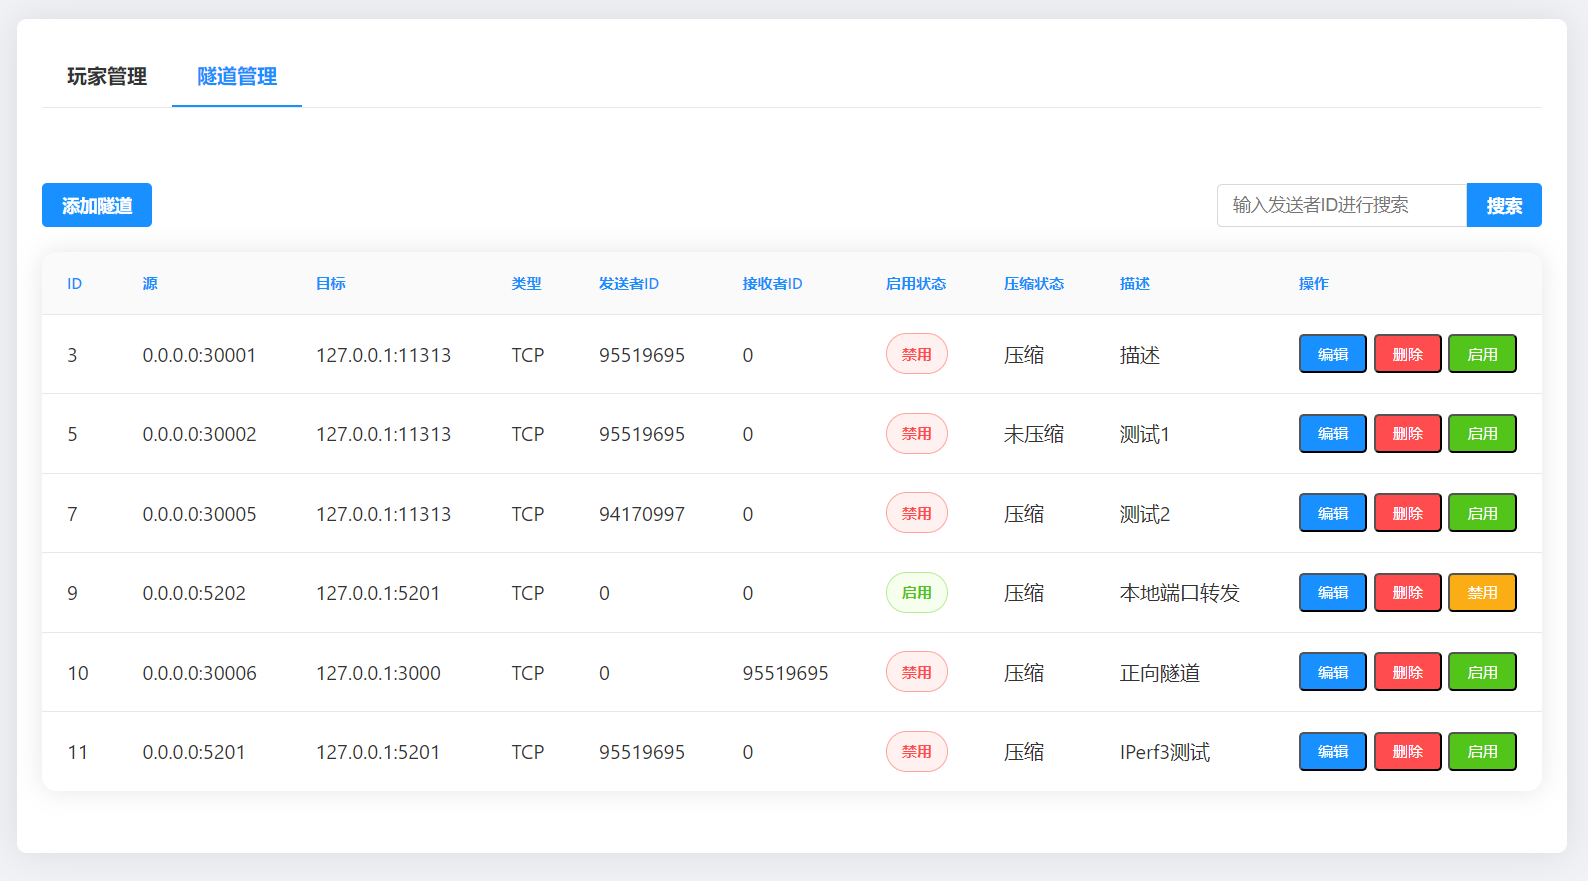 玩家管理 隧道管理
添加隧道 输入发送者ID进行搜索 搜索
ID 源 目标 类型 发送者ID 接收者ID 启用状态 压缩状态 描述 操作
3 0.0.0.0:30001 127.0.0.1:11313 TCP 95519695 0 禁用 压缩 描述 编辑 删除 启用
5 0.0.0.0:30002 127.0.0.1:11313 TCP 95519695 0 禁用 未压缩 测试1 编辑 删除 启用
7 0.0.0.0:30005 127.0.0.1:11313 TCP 94170997 0 禁用 压缩 测试2 编辑 删除 启用
9 0.0.0.0:5202 127.0.0.1:5201 TCP 0 0 启用 压缩 本地端口转发 编辑 删除 禁用
10 0.0.0.0:30006 127.0.0.1:3000 TCP 0 95519695 禁用 压缩 正向隧道 编辑 删除 启用
11 0.0.0.0:5201 127.0.0.1:5201 TCP 95519695 0 禁用 压缩 IPerf3测试 编辑 删除 启用